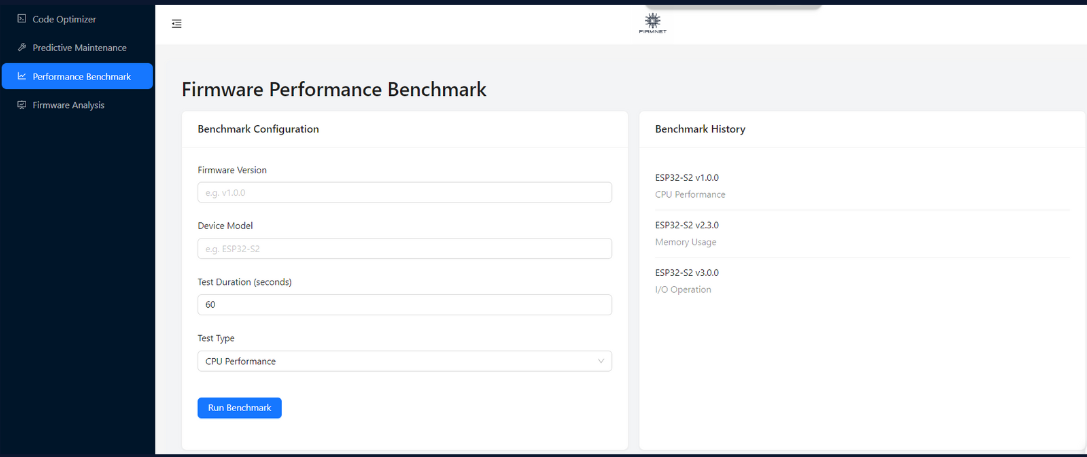 Code Optimizer
Predictive Maintenance
Performance Benchmark
Firmware Analysis
FIRMNET
Firmware Performance Benchmark
Benchmark Configuration
Firmware Version
e.g. v1.0.0
Device Model
e.g. ESP32-S2
Test Duration (seconds)
60
Test Type
CPU Performance
Run Benchmark
Benchmark History
ESP32-S2 v1.0.0
CPU Performance
ESP32-S2 v2.3.0
Memory Usage
ESP32-S2 v3.0.0
I/O Operation